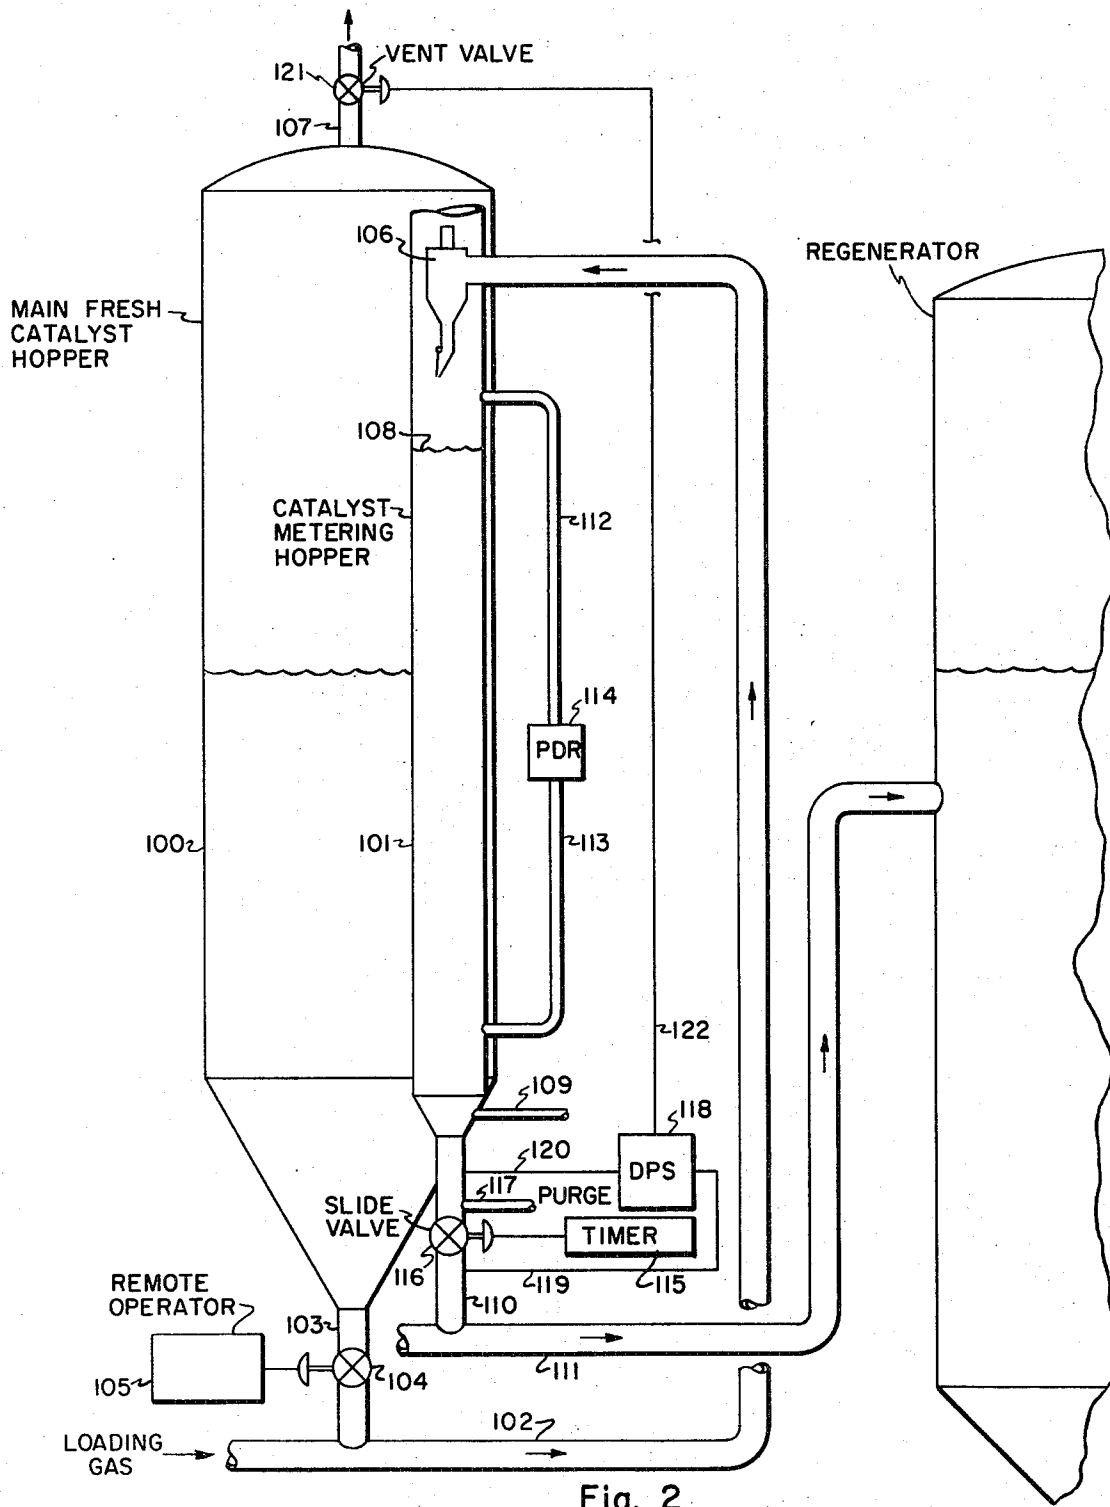 VENT VALVE
121
107
106
REGENERATOR
MAIN FRESH
CATALYST
HOPPER
108
CATALYST
METERING
HOPPER
112
114
PDR
100
101
113
122
109
118
120
DPS
117
PURGE
SLIDE
VALVE
TIMER
116
119
115
110
REMOTE
OPERATOR
103
105
104
111
102
LOADING
GAS
Fig. 2